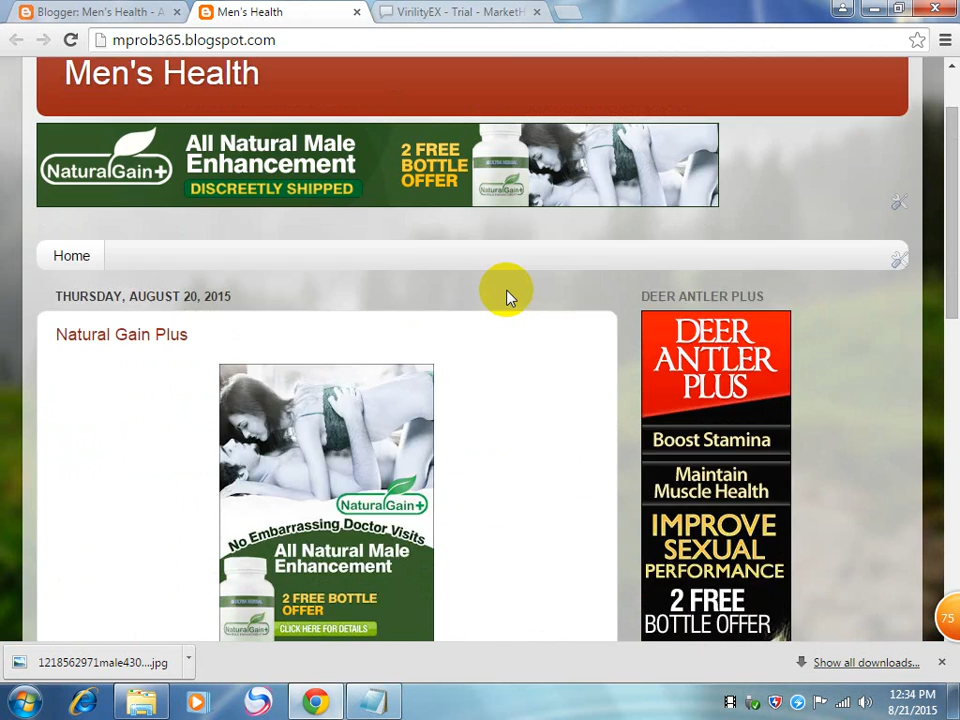 Blogger: Men's Health - A
Men's Health
VirilityEX - Trial - MarketH
mprob365.blogspot.com
Men's Health
NaturalGain+
All Natural Male
Enhancement
DISCREETLY SHIPPED
2 FREE
BOTTLE
OFFER
NaturalGain+
Home
THURSDAY, AUGUST 20, 2015
Natural Gain Plus
NaturalGain+
No Embarrassing Doctor Visits
All Natural Male
Enhancement
2 FREE BOTTLE
OFFER
CLICK HERE FOR DETAILS
NaturalGain+
DEER ANTLER PLUS
DEER
ANTLER
PLUS
Boost Stamina
Maintain
Muscle Health
IMPROVE
SEXUAL
PERFORMANCE
2 FREE
BOTTLE OFFER
75
1218562971male430....jpg
Show all downloads...
12:34 PM
8/21/2015